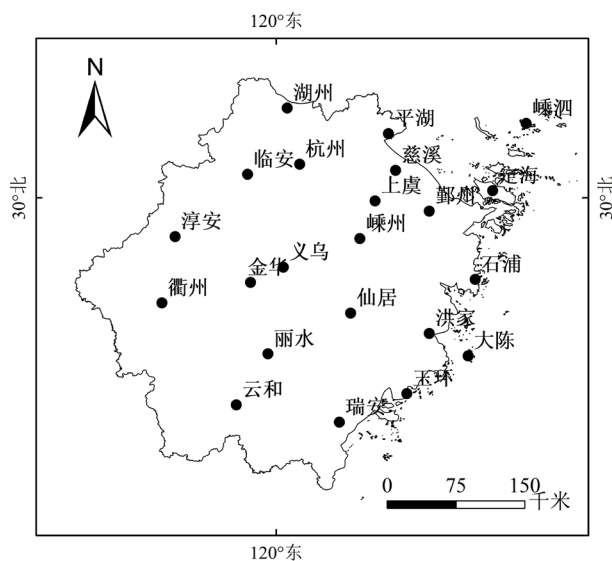 120°东
N
湖州
嵊泗
平湖
杭州
慈溪
临安
定海
上虞
30°北
鄞州
30°北
淳安
嵊州
义乌
金华
石浦
衢州
仙居
洪家
大陈
丽水
玉环
云和
瑞安
0 75 150
千米
120°东